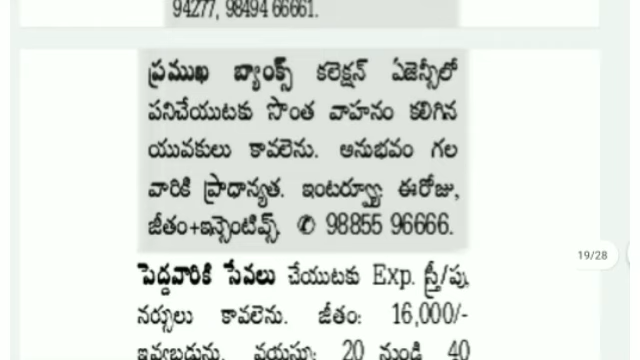 94277, 98494 66661.
ప్రముఖ బ్యాంక్స్ కలెక్షన్ ఏజెన్సీలో
పనిచేయుటకు సొంత వాహనం కలిగిన
యువకులు కావలెను. అనుభవం గల
వారికి ప్రాధాన్యత. ఇంటర్వ్యూ ఈరోజు,
జీతం+ఇన్సెంటివ్స్. ✆ 98855 96666.
19/28
పెద్దవారికి సేవలు చేయుటకు Exp. స్త్రీ/పు,
నర్సులు కావలెను. జీతం: 16,000/-
ఇవ్వబడును. వయస్సు: 20 నుండి 40